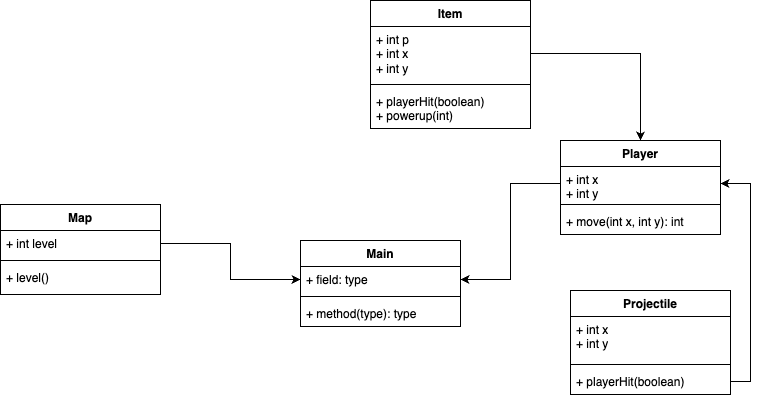 Item
+ int p
+ int x
+ int y
+ playerHit(boolean)
+ powerup(int)
Player
+ int x
+ int y
+ move(int x, int y): int
Map
+ int level
+ level()
Main
+ field: type
+ method(type): type
Projectile
+ int x
+ int y
+ playerHit(boolean)